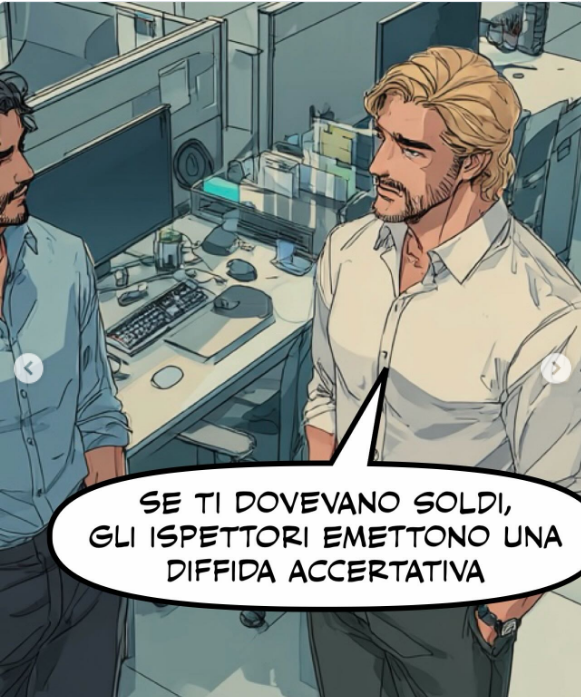 SE TI DOVEVANO SOLDI,
GLI ISPETTORI EMETTONO UNA
DIFFIDA ACCERTATIVA